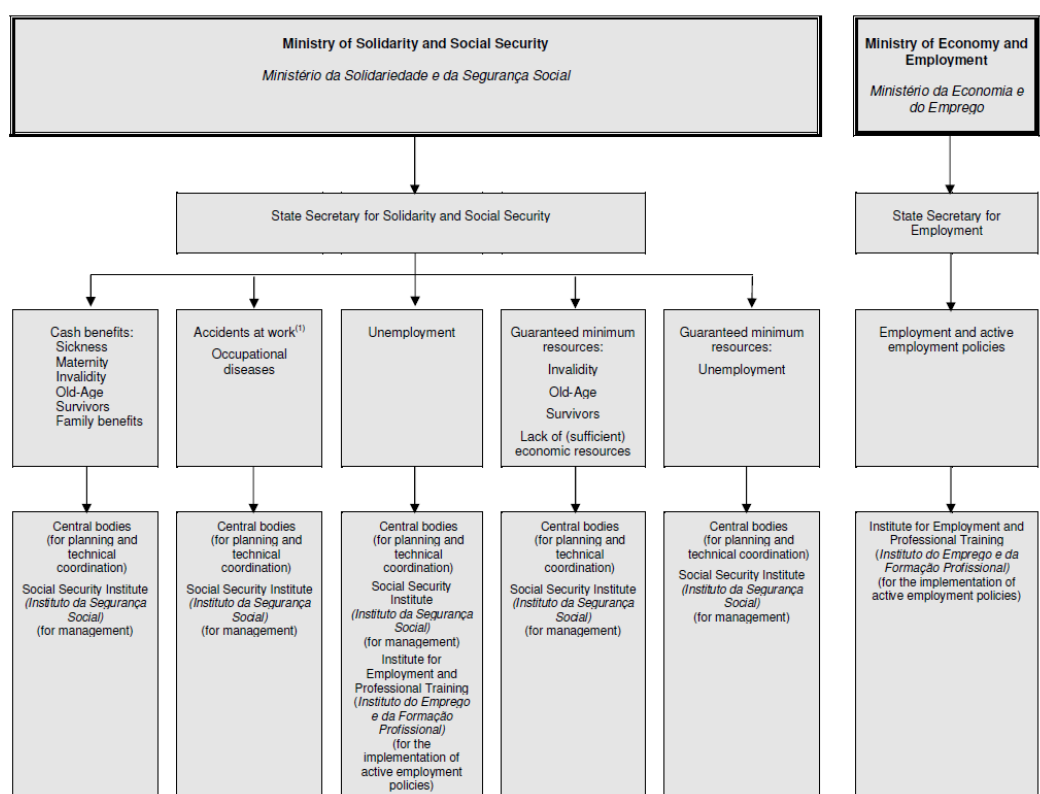 Ministry of Solidarity and Social Security
Ministério da Solidariedade e da Segurança Social
Ministry of Economy and
Employment
Ministério da Economia e
do Emprego
State Secretary for Solidarity and Social Security
State Secretary for
Employment
Cash benefits:
Sickness
Maternity
Invalidity
Old-Age
Survivors
Family benefits
Accidents at work(1)
Occupational
diseases
Unemployment
Guaranteed minimum
resources:
Invalidity
Old-Age
Survivors
Lack of (sufficient)
economic resources
Guaranteed minimum
resources:
Unemployment
Employment and active
employment policies
Central bodies
(for planning and
technical
coordination)
Social Security Institute
(Instituto da Segurança
Social)
(for management)
Central bodies
(for planning and
technical
coordination)
Social Security Institute
(Instituto da Segurança
Social)
(for management)
Central bodies
(for planning and
technical
coordination)
Social Security
Institute
(Instituto da Segurança
Social)
(for management)
Institute for
Employment and
Professional Training
(Instituto do Emprego
e da Formação
Profissional)
(for the
implementation of
active employment
policies)
Central bodies
(for planning and
technical
coordination)
Social Security Institute
(Instituto da Segurança
Social)
(for management)
Central bodies
(for planning and
technical coordination)
Social Security Institute
(Instituto da Segurança
Social)
(for management)
Institute for Employment and
Professional Training
(Instituto do Emprego e da
Formação Profissional)
(for the implementation of
active employment policies)